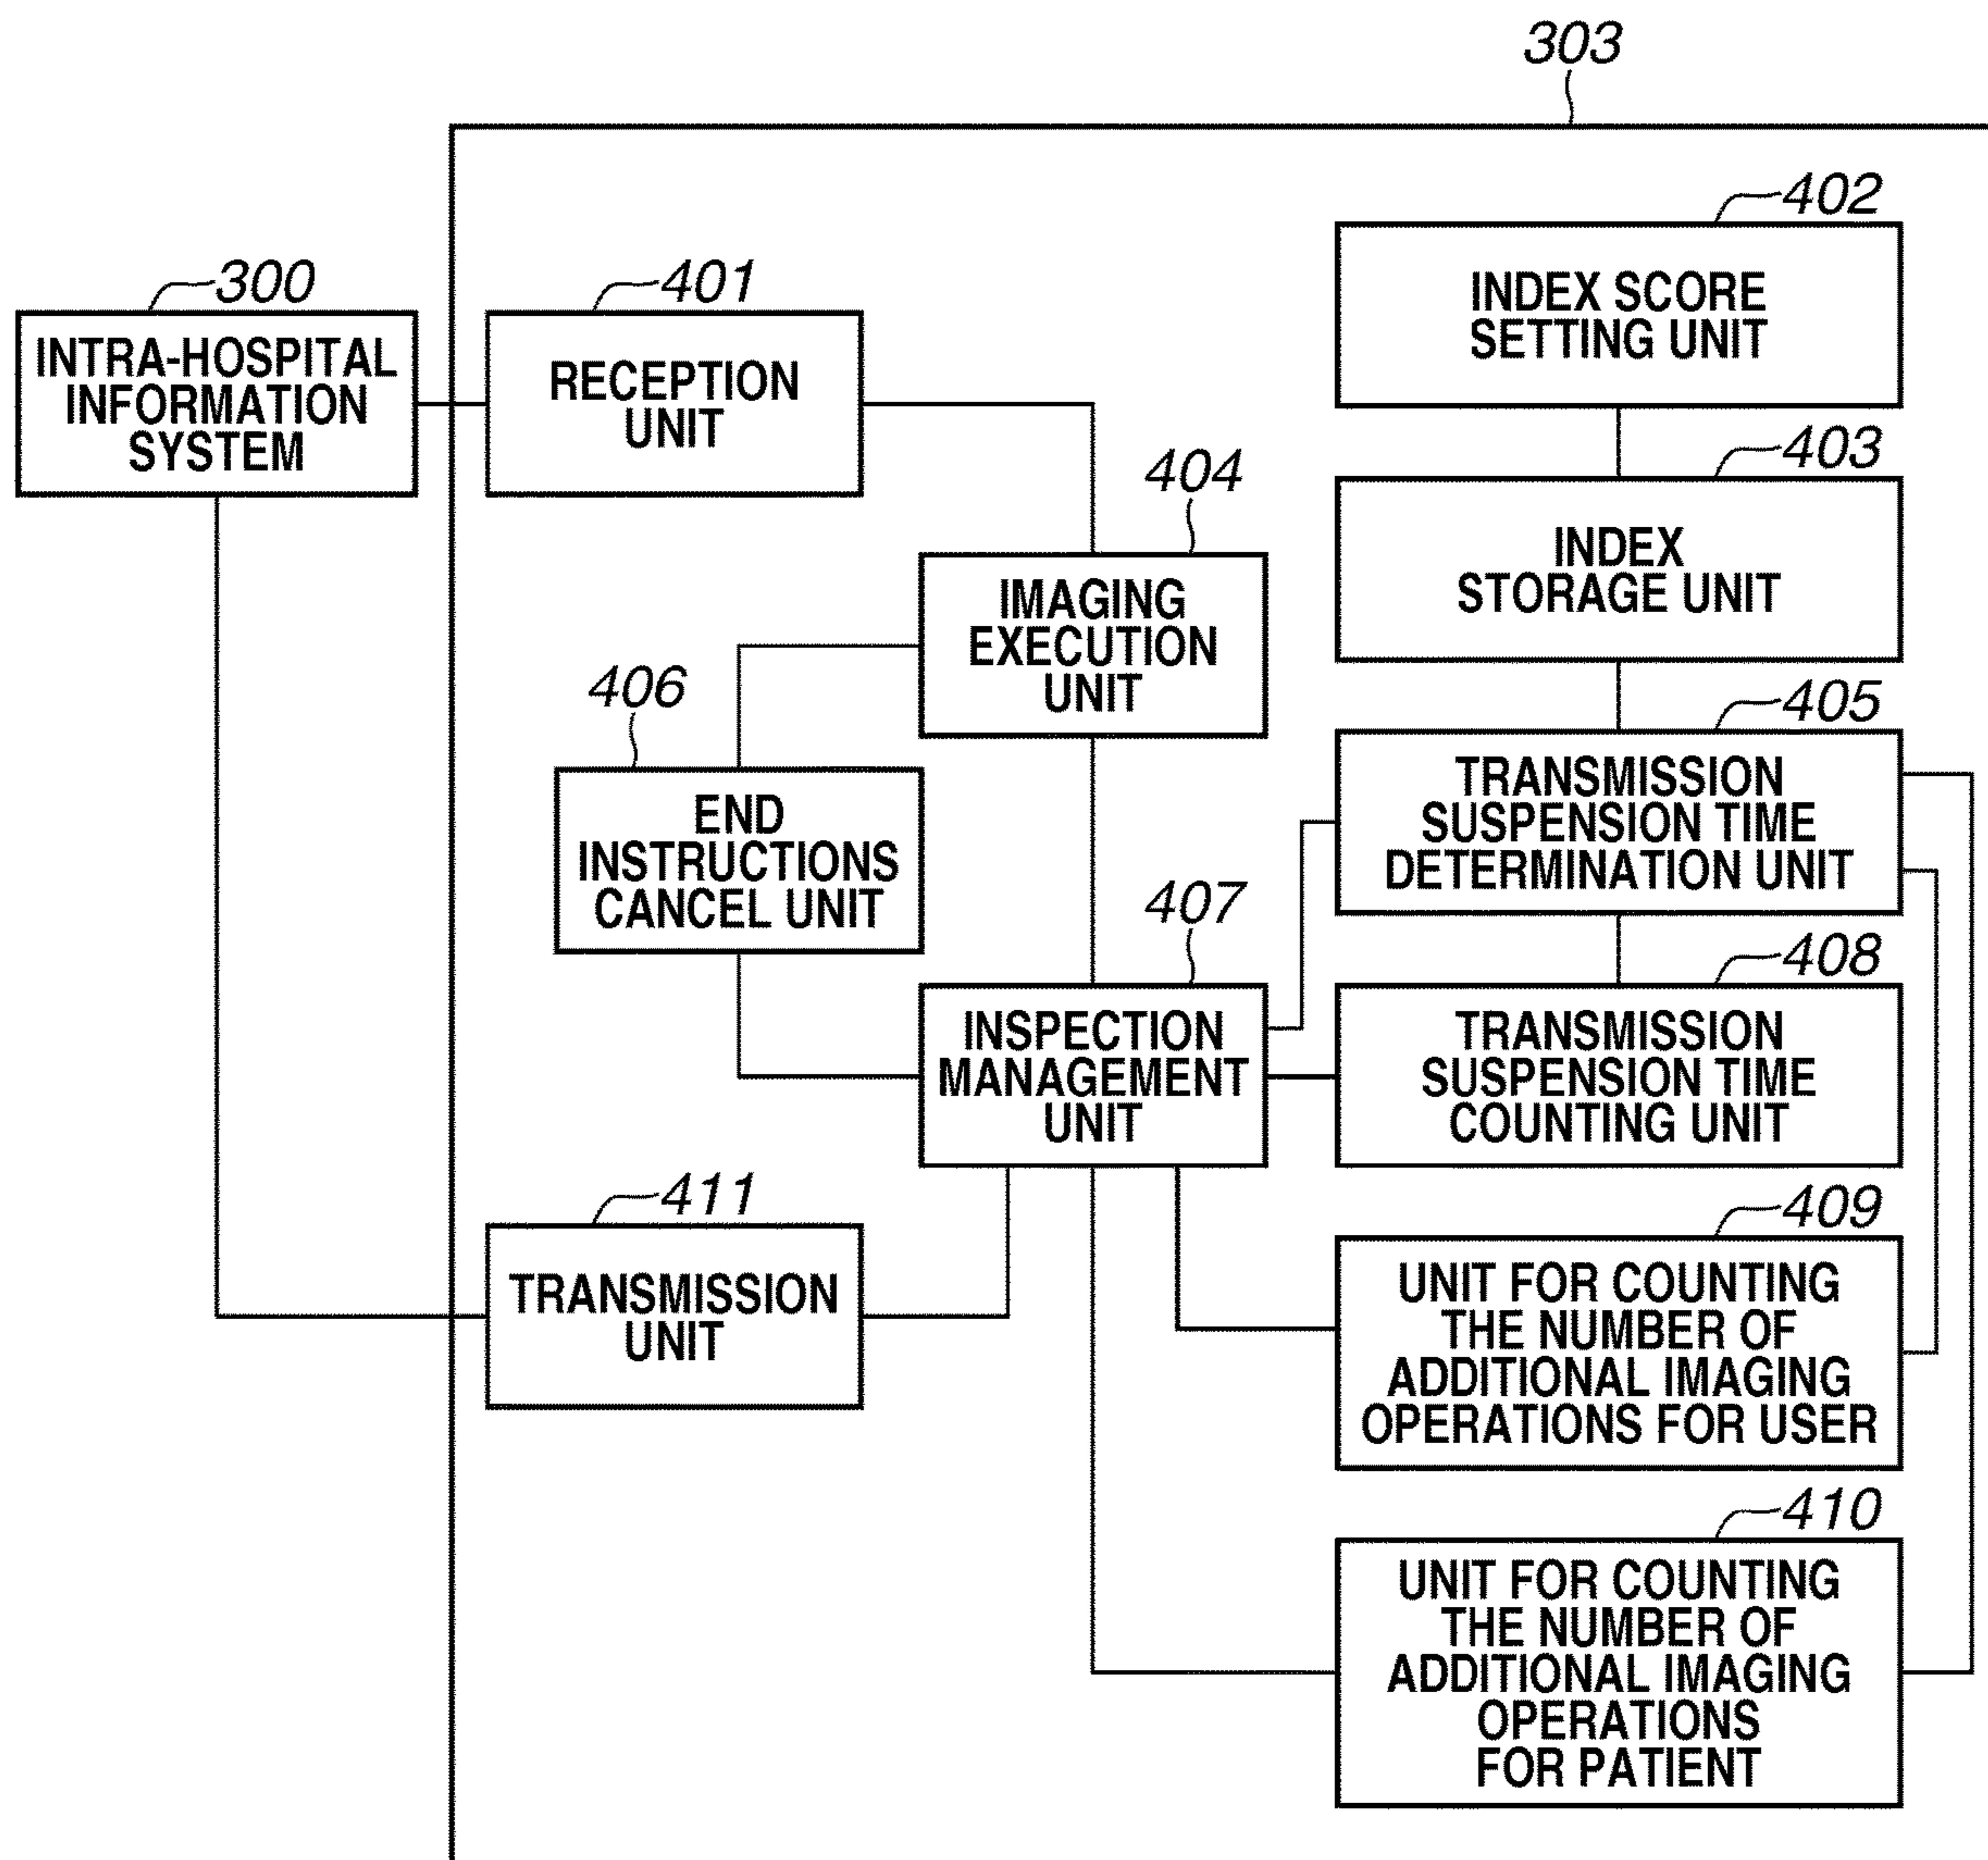 303
402
INDEX SCORE
SETTING UNIT
300
INTRA-HOSPITAL
INFORMATION
SYSTEM
401
RECEPTION
UNIT
403
INDEX
STORAGE UNIT
404
IMAGING
EXECUTION
UNIT
405
TRANSMISSION
SUSPENSION TIME
DETERMINATION UNIT
406
END
INSTRUCTIONS
CANCEL UNIT
407
INSPECTION
MANAGEMENT
UNIT
408
TRANSMISSION
SUSPENSION TIME
COUNTING UNIT
411
TRANSMISSION
UNIT
409
UNIT FOR COUNTING
THE NUMBER OF
ADDITIONAL IMAGING
OPERATIONS FOR USER
410
UNIT FOR COUNTING
THE NUMBER OF
ADDITIONAL IMAGING
OPERATIONS
FOR PATIENT